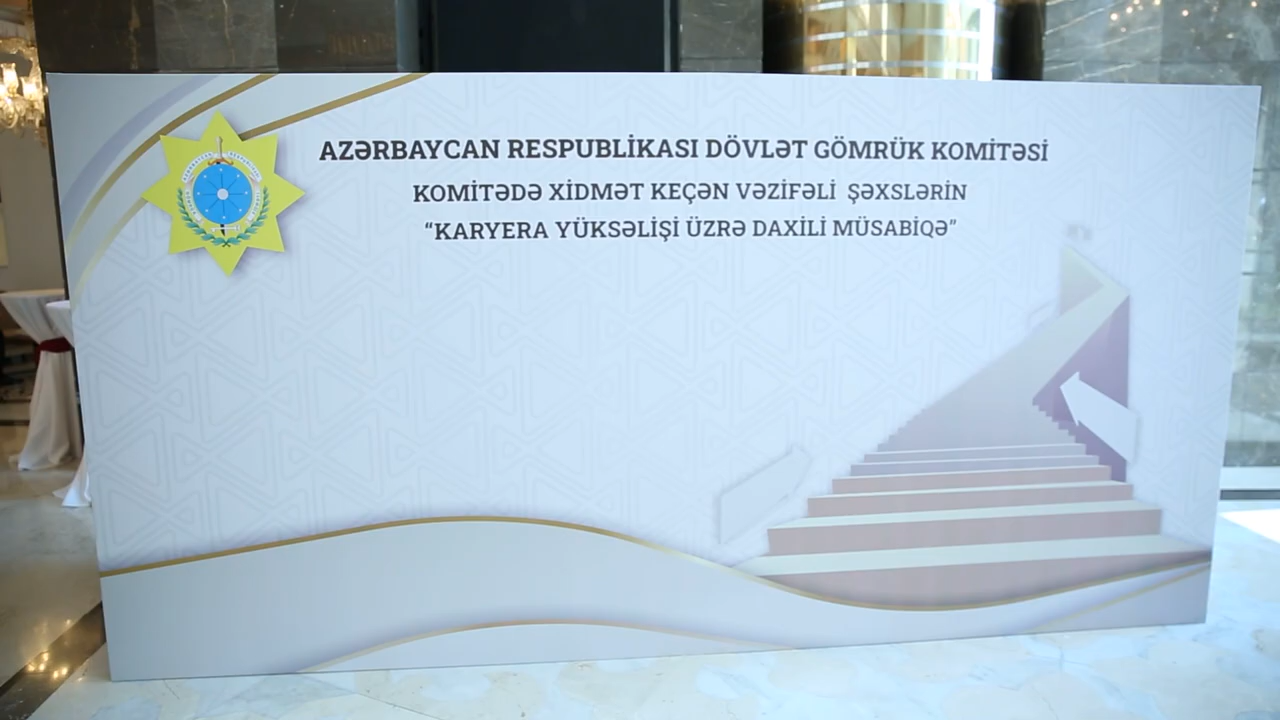 AZƏRBAYCAN RESPUBLİKASI DÖVLƏT GÖMRÜK KOMİTƏSİ
KOMİTƏDƏ XİDMƏT KEÇƏN VƏZİFƏLİ ŞƏXSLƏRİN
“KARYERA YÜKSƏLİŞİ ÜZRƏ DAXİLİ MÜSABİQƏ”